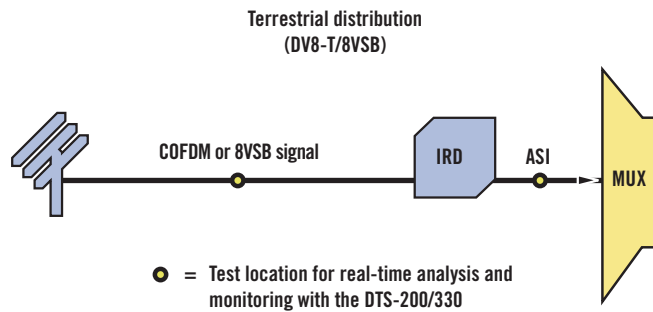 Terrestrial distribution
(DV8-T/8VSB)
COFDM or 8VSB signal
IRD
ASI
MUX
= Test location for real-time analysis and
monitoring with the DTS-200/330